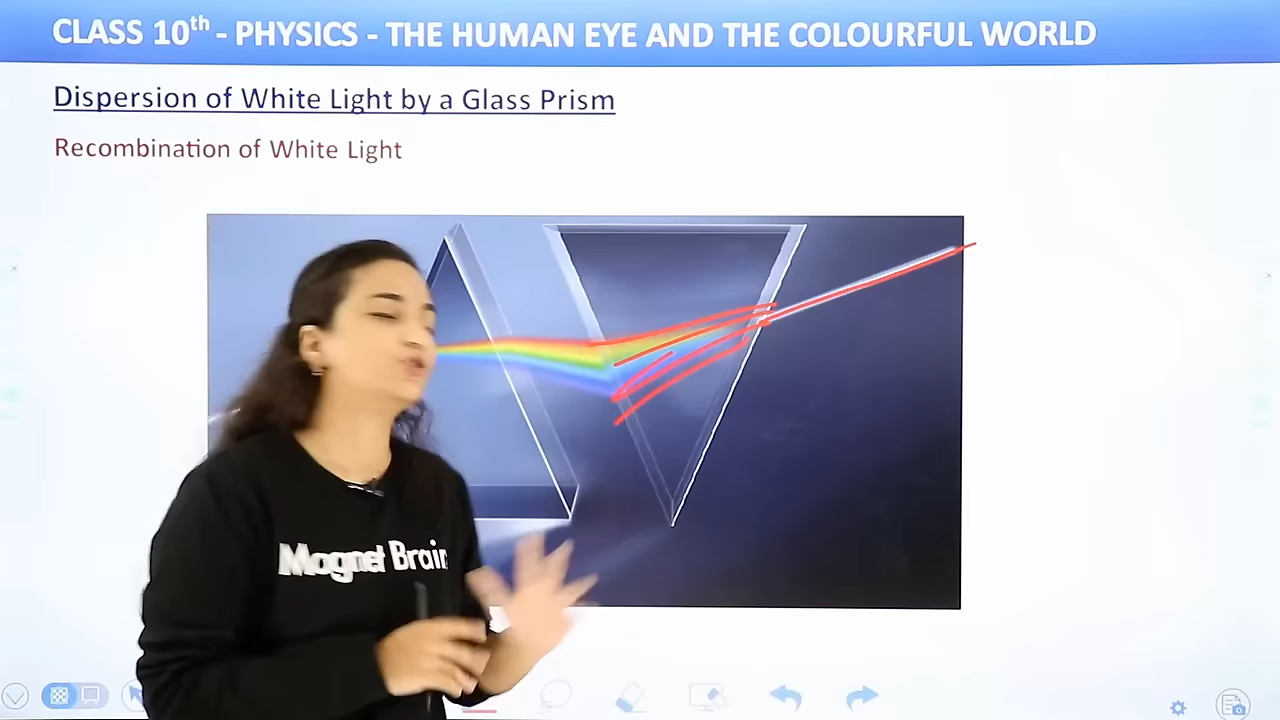 CLASS 10th - PHYSICS - THE HUMAN EYE AND THE COLOURFUL WORLD
Dispersion of White Light by a Glass Prism
Recombination of White Light
Magnet Brain